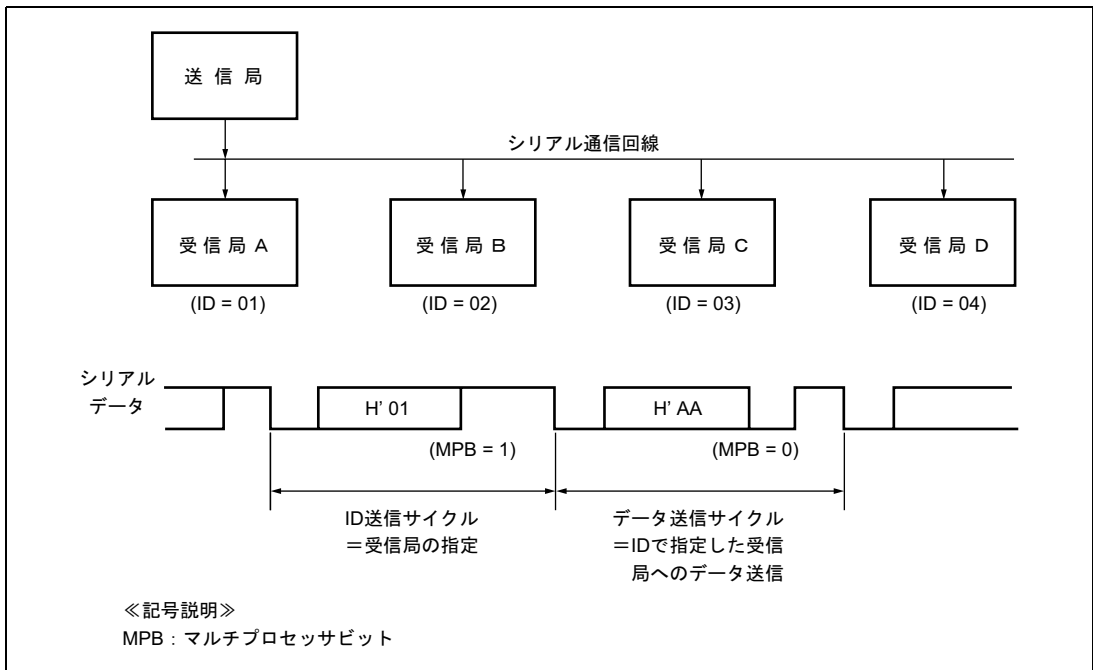 送 信 局
シリアル通信回線
受 信 局 A
受 信 局 B
受 信 局 C
受 信 局 D
(ID = 01)
(ID = 02)
(ID = 03)
(ID = 04)
シリアル
データ
H' 01
H' AA
(MPB = 1)
(MPB = 0)
ID送信サイクル
＝受信局の指定
データ送信サイクル
＝IDで指定した受信
局へのデータ送信
≪記号説明≫
MPB：マルチプロセッサビット